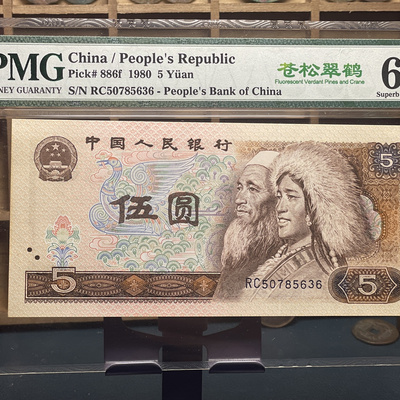 PMG
NEY GUARANTY
China / People's Republic
Pick# 886f 1980 5 Yüan
S/N RC50785636 - People's Bank of China
苍松翠鹤
Fluorescent Verdant Pines and Crane
6
Superb
中国人民银行
5
伍圆
5
RC50785636
5